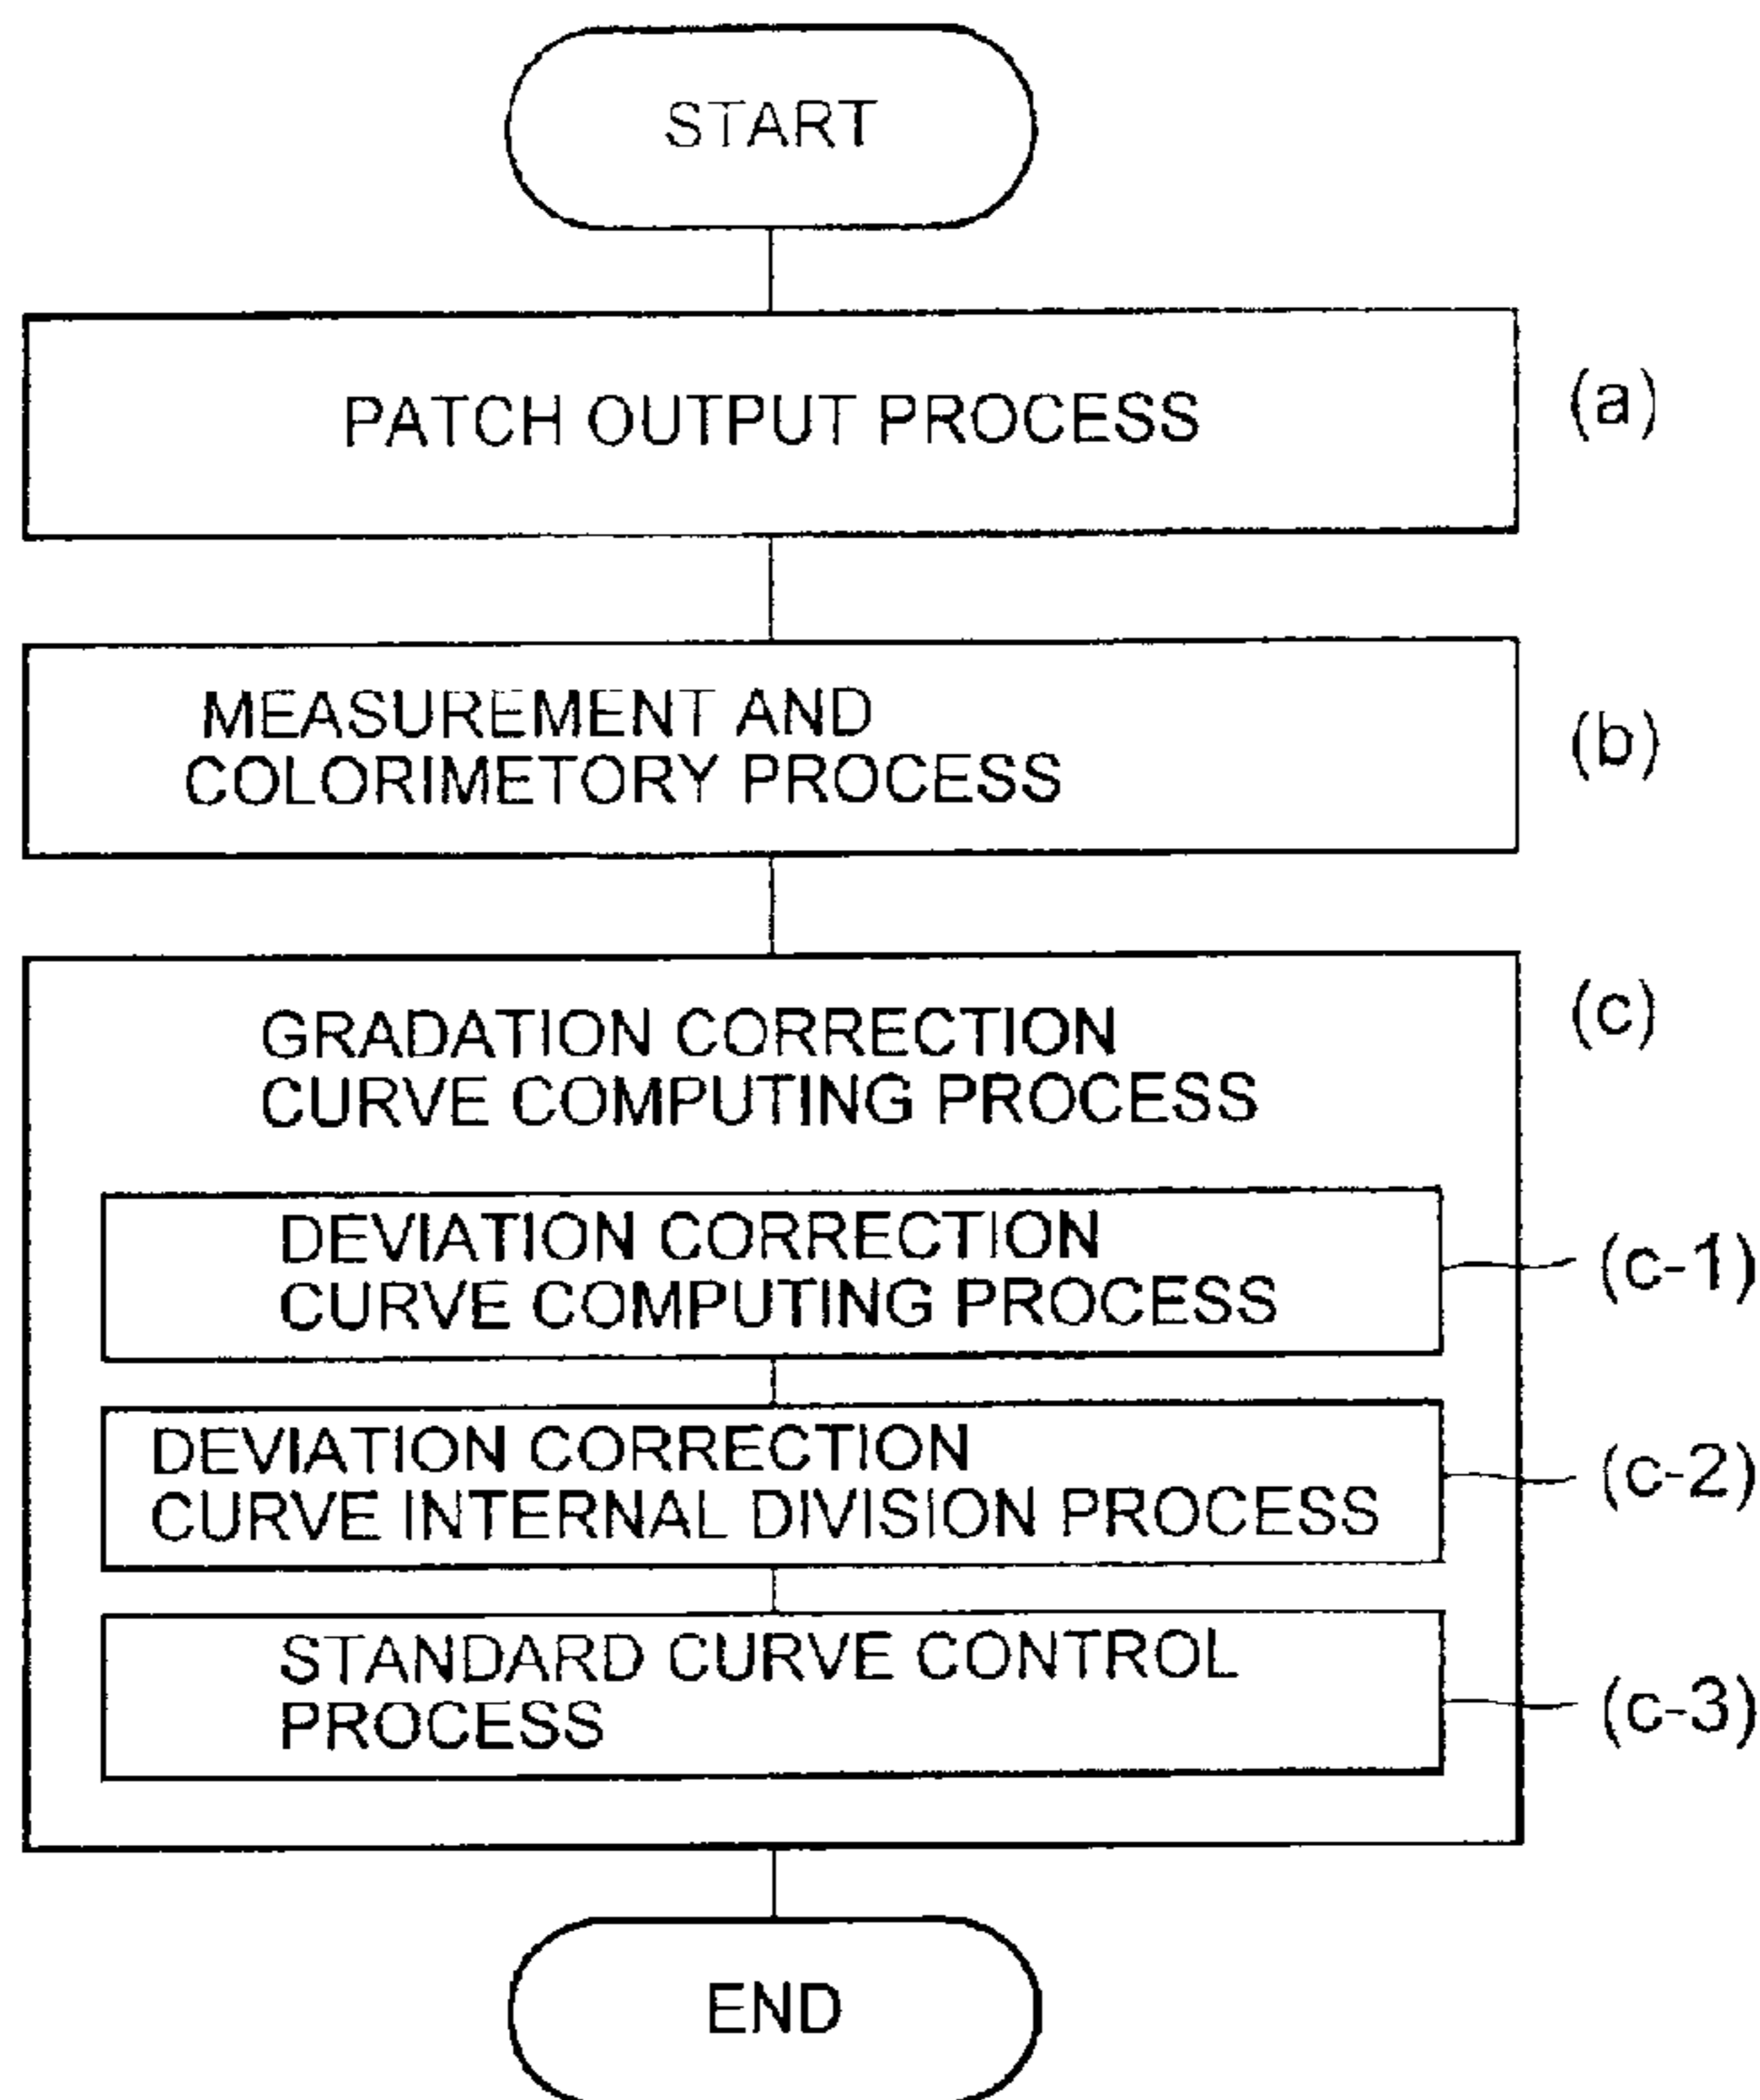 START
PATCH OUTPUT PROCESS
(a)
MEASUREMENT AND
COLORIMETORY PROCESS
(b)
GRADATION CORRECTION
CURVE COMPUTING PROCESS
(c)
DEVIATION CORRECTION
CURVE COMPUTING PROCESS
(c-1)
DEVIATION CORRECTION
CURVE INTERNAL DIVISION PROCESS
(c-2)
STANDARD CURVE CONTROL
PROCESS
(c-3)
END